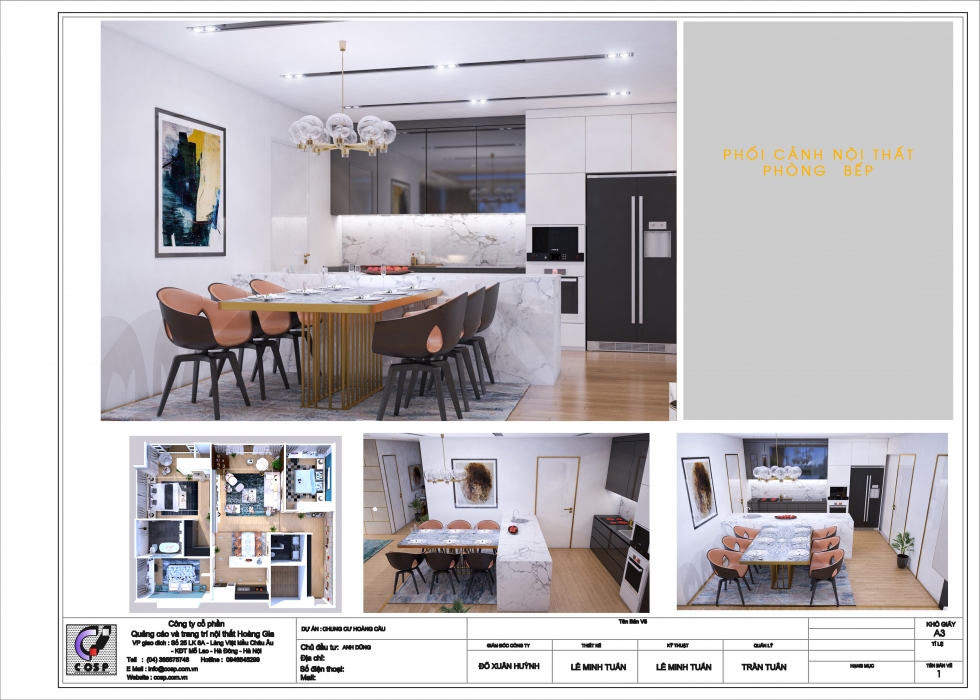 PHỐI CẢNH NỘI THẤT
PHÒNG BẾP
Công ty cổ phần
Quảng cáo và trang trí nội thất Hoàng Gia
VP giao dịch : Số 25 LK 6A - Làng Việt kiều Châu Âu
- KĐT Mỗ Lao - Hà Đông - Hà Nội
Tell : (04) Hotline :
E Mail : info@cosp.com.vn
Website : cosp.com.vn
COSP
DỰ ÁN : CHUNG CƯ HOÀNG CẦU
Chủ đầu tư: ANH DŨNG
Địa chỉ:
Số điện thoại:
Mail:
Tên Bản Vẽ
GIÁM ĐỐC CÔNG TY
ĐỖ XUÂN HUỲNH
THIẾT KẾ
LÊ MINH TUẤN
KỸ THUẬT
LÊ MINH TUẤN
QUẢN LÝ
TRẦN TUẤN
HẠNG MỤC
KHỔ GIẤY
A3
TỈ LỆ
TÊN BẢN VẼ
1